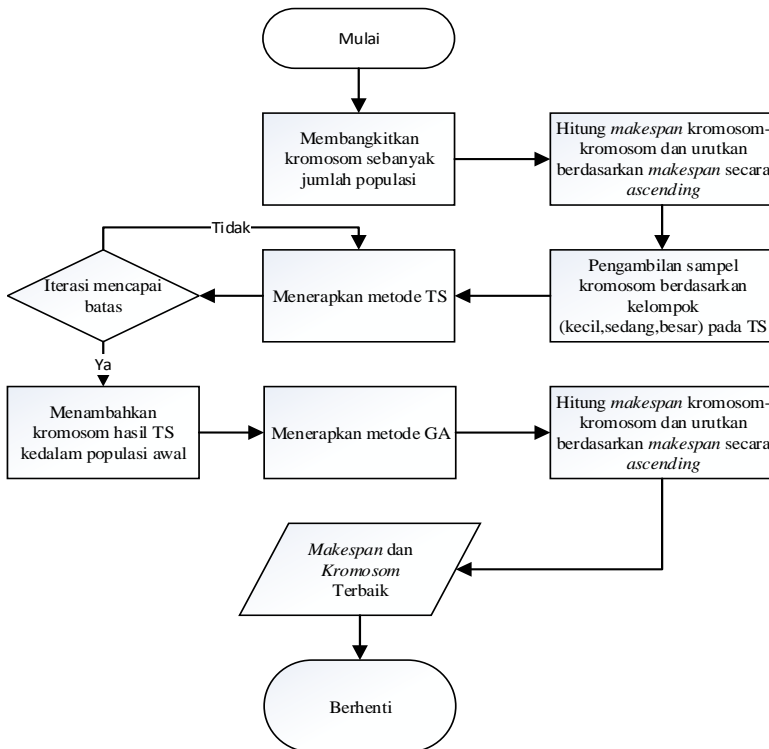 Mulai
Membangkitkan
kromosom sebanyak
jumlah populasi
Hitung makespan kromosom-
kromosom dan urutkan
berdasarkan makespan secara
ascending
Pengambilan sampel
kromosom berdasarkan
kelompok
(kecil,sedang,besar) pada TS
Menerapkan metode TS
Iterasi mencapai
batas
Tidak
Ya
Menambahkan
kromosom hasil TS
kedalam populasi awal
Menerapkan metode GA
Hitung makespan kromosom-
kromosom dan urutkan
berdasarkan makespan secara
ascending
Makespan dan
Kromosom
Terbaik
Berhenti